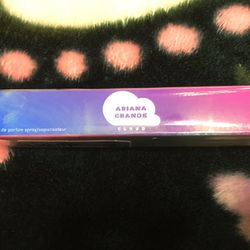 ARIANA
GRANDE
CLOUD
de parfum spray/vaporisateur